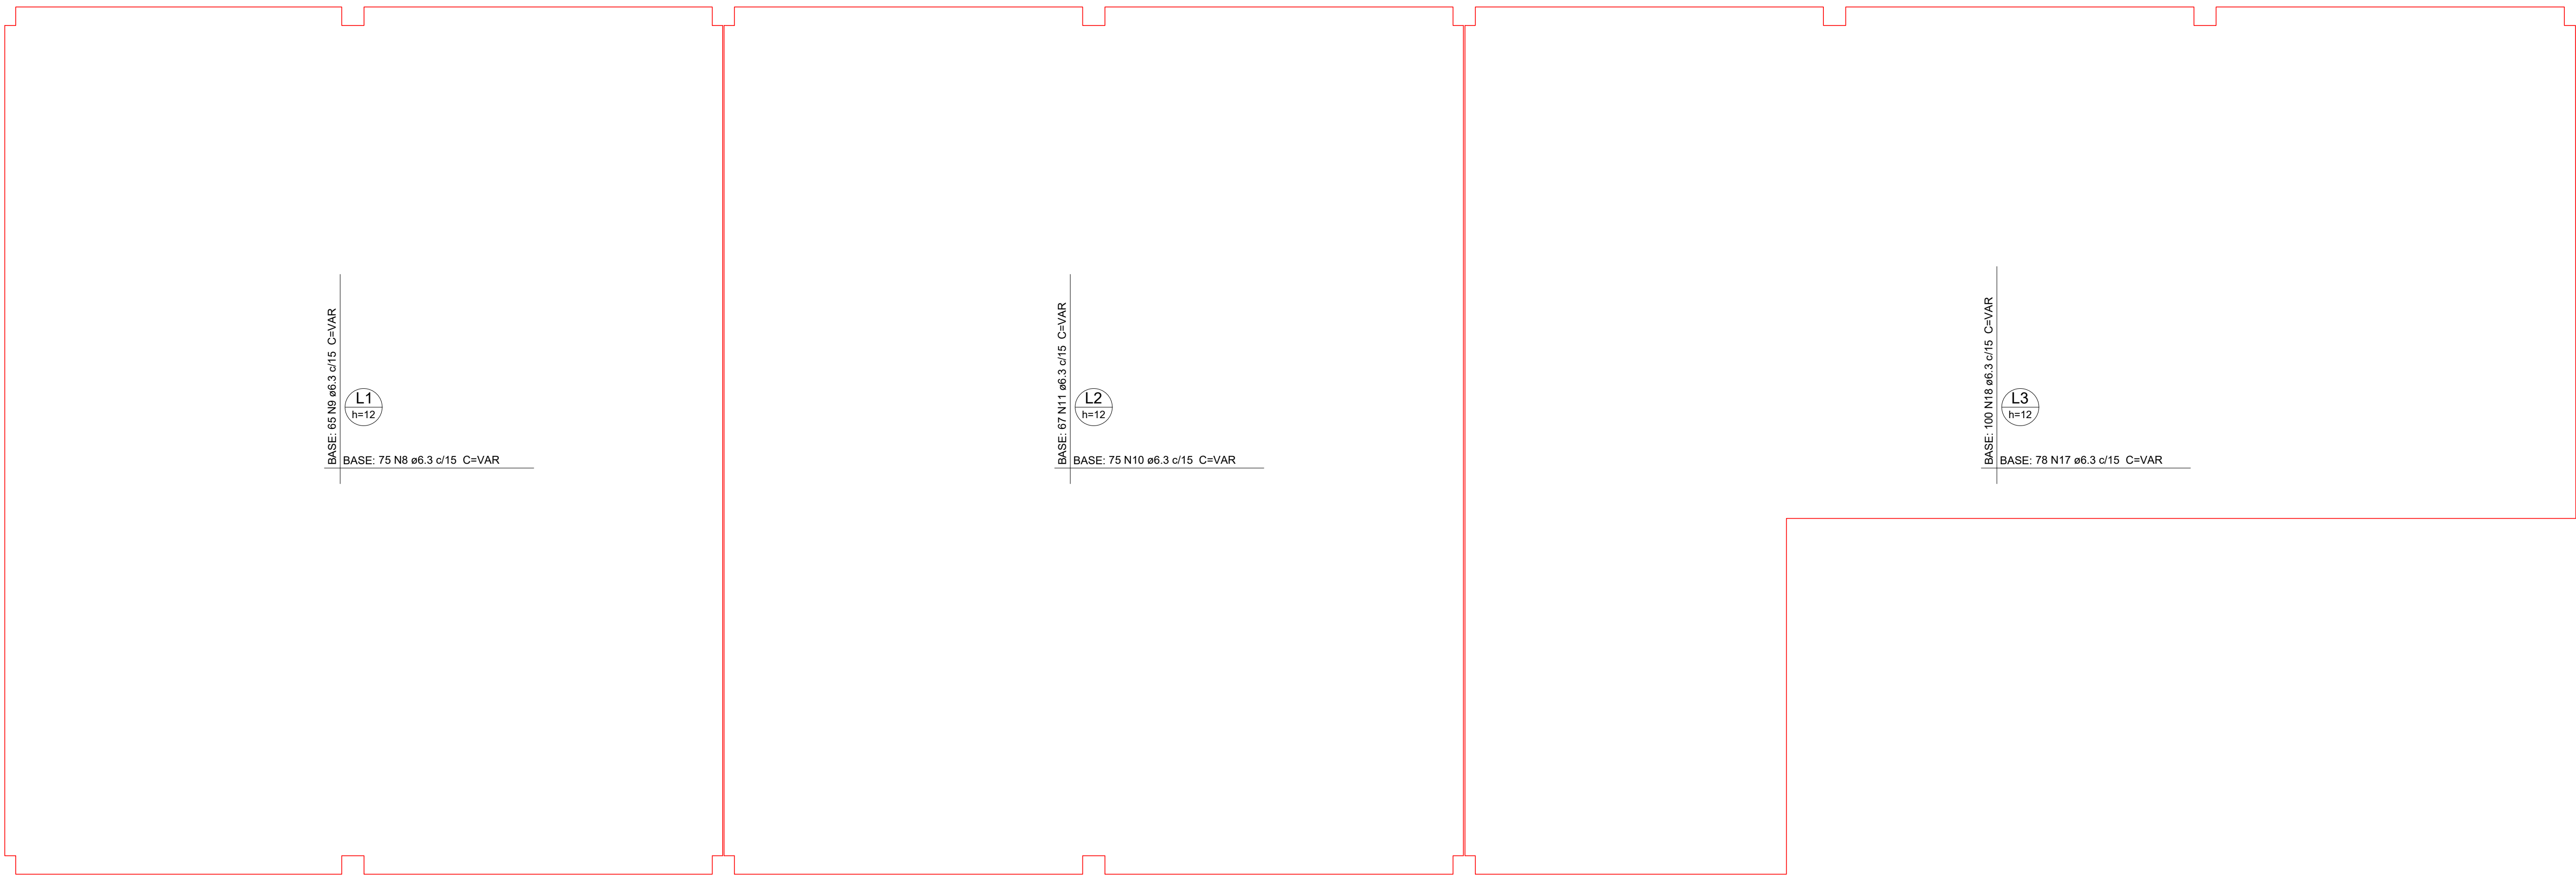 BASE: 65 N9 ø6.3 c/15 C=VAR
L1
h=12
BASE: 75 N8 ø6.3 c/15 C=VAR
BASE: 67 N11 ø6.3 c/15 C=VAR
L2
h=12
BASE: 75 N10 ø6.3 c/15 C=VAR
BASE: 100 N18 ø6.3 c/15 C=VAR
L3
h=12
BASE: 78 N17 ø6.3 c/15 C=VAR